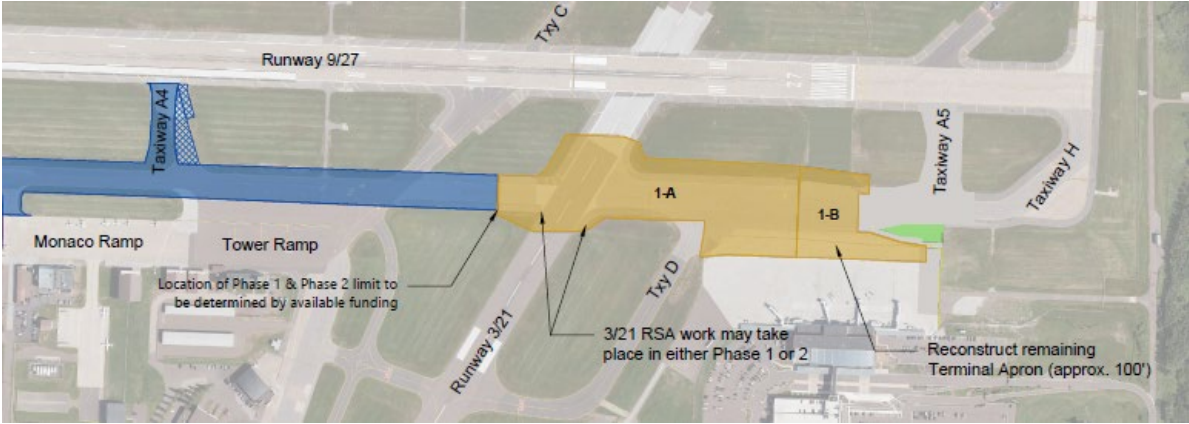 Txy C
Runway 9/27
27
Taxiway A4
Taxiway A5
Taxiway H
1-A
1-B
Monaco Ramp
Tower Ramp
Txy D
Location of Phase 1 & Phase 2 limit to
be determined by available funding
Runway 3/21
3/21 RSA work may take
place in either Phase 1 or 2
Reconstruct remaining
Terminal Apron (approx. 100')